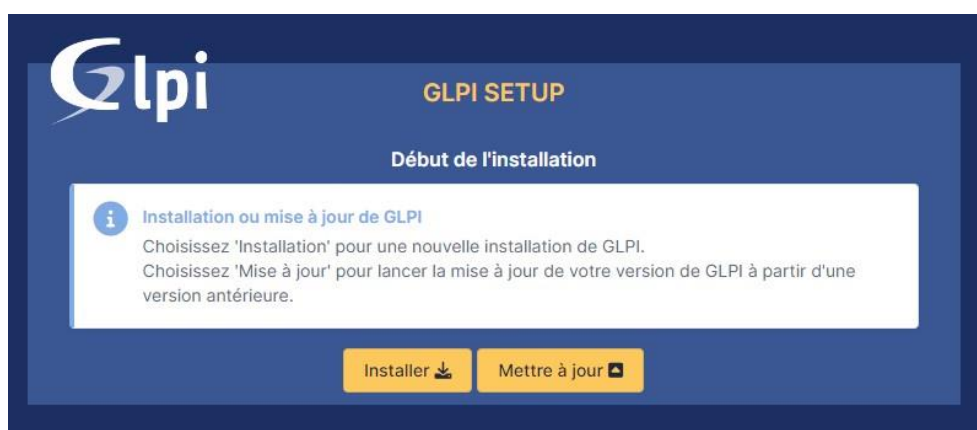 Glpi
GLPI SETUP
Début de l'installation
Installation ou mise à jour de GLPI
Choisissez 'Installation' pour une nouvelle installation de GLPI.
Choisissez 'Mise à jour' pour lancer la mise à jour de votre version de GLPI à partir d'une
version antérieure.
Installer
Mettre à jour